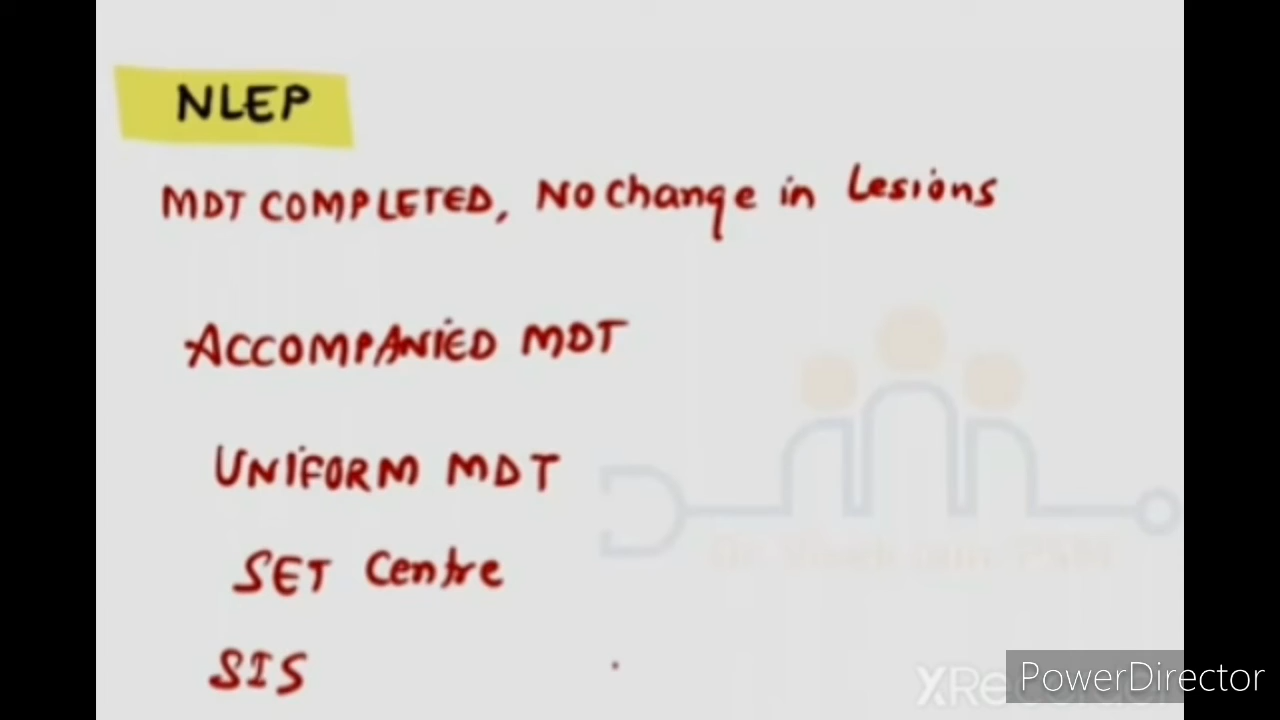 NLEP
MDT COMPLETED, No change in Lesions
ACCOMPANIED MDT
UNIFORM MDT
SET Centre
SIS
PowerDirector